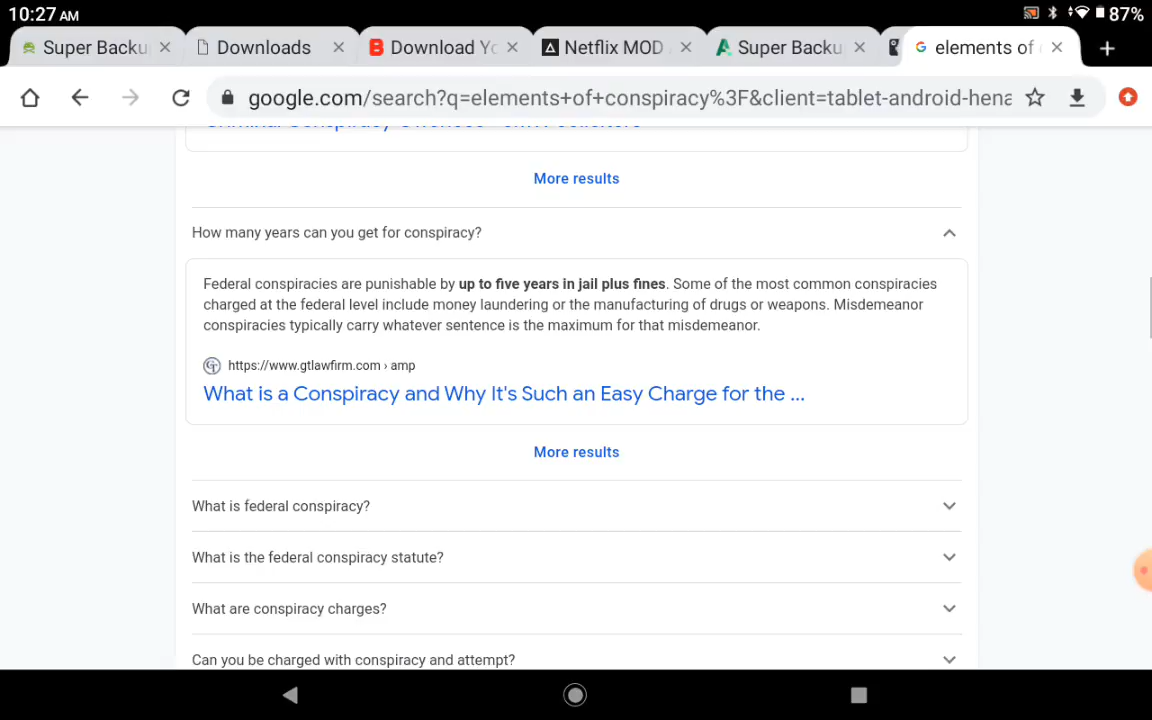 10:27 AM
87%
Super Backu
Downloads
Download Yo
Netflix MOD
Super Backu
elements of
google.com/search?q=elements+of+conspiracy%3F&client=tablet-android-hena
More results
How many years can you get for conspiracy?
Federal conspiracies are punishable by up to five years in jail plus fines. Some of the most common conspiracies
charged at the federal level include money laundering or the manufacturing of drugs or weapons. Misdemeanor
conspiracies typically carry whatever sentence is the maximum for that misdemeanor.
https://www.gtlawfirm.com › amp
What is a Conspiracy and Why It's Such an Easy Charge for the ...
More results
What is federal conspiracy?
What is the federal conspiracy statute?
What are conspiracy charges?
Can you be charged with conspiracy and attempt?